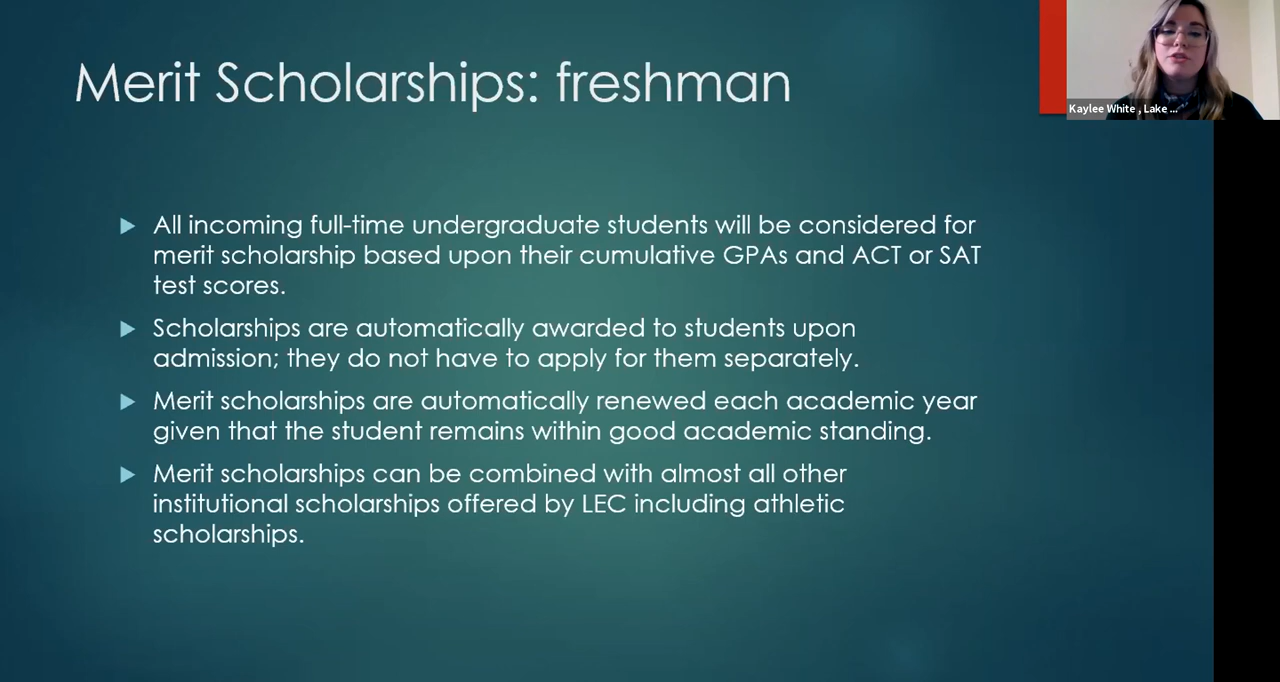 Merit Scholarships: freshman
Kaylee White , Lake ...
All incoming full-time undergraduate students will be considered for
merit scholarship based upon their cumulative GPAs and ACT or SAT
test scores.
Scholarships are automatically awarded to students upon
admission; they do not have to apply for them separately.
Merit scholarships are automatically renewed each academic year
given that the student remains within good academic standing.
Merit scholarships can be combined with almost all other
institutional scholarships offered by LEC including athletic
scholarships.